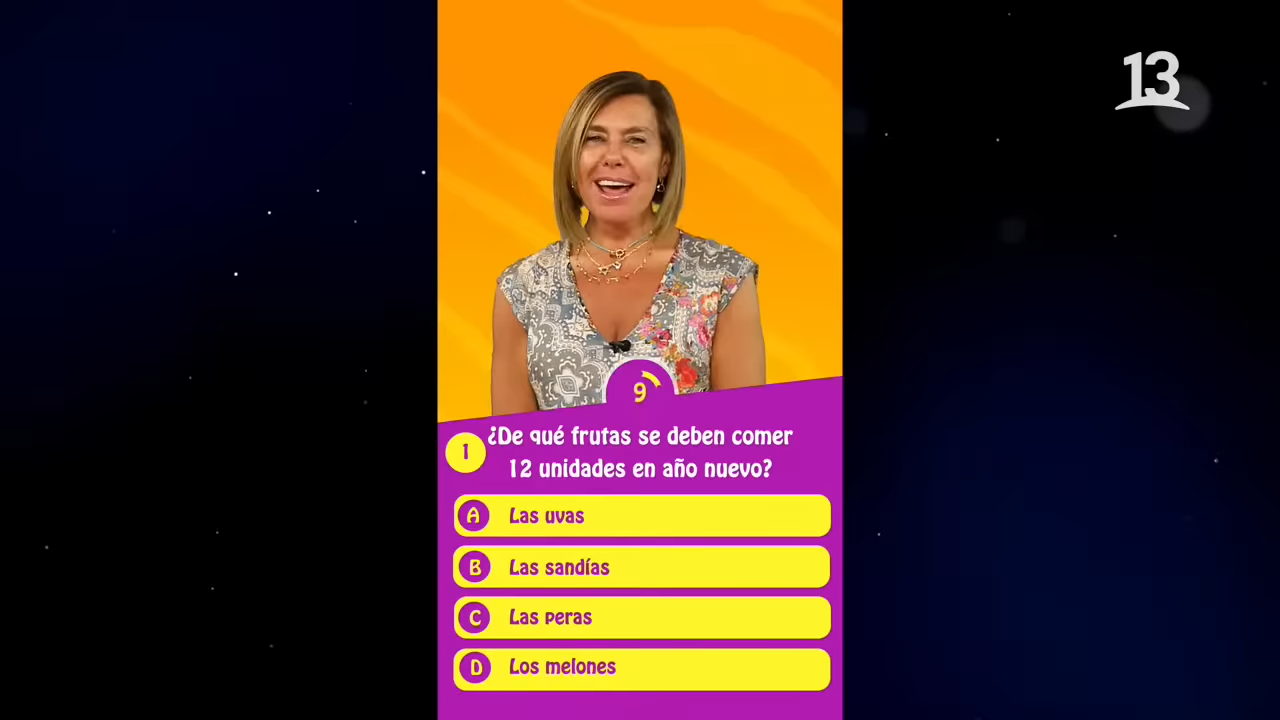 13
9
1
¿De qué frutas se deben comer
12 unidades en año nuevo?
A Las uvas
B Las sandías
C Las peras
D Los melones